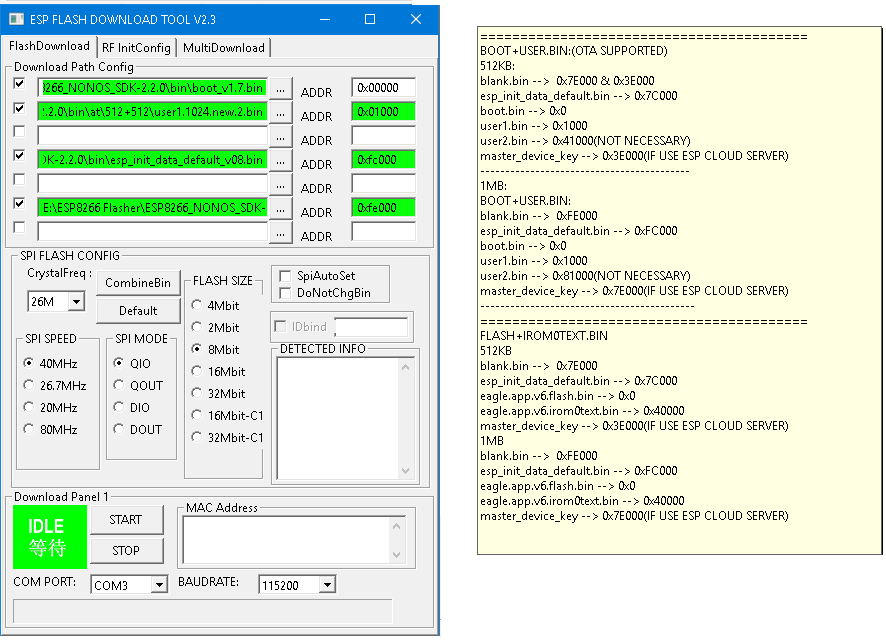 ESP FLASH DOWNLOAD TOOL V2.3
FlashDownload RF InitConfig MultiDownload
Download Path Config
8266_NONOS_SDK-2.2.0\bin\boot_v1.7.bin ... ADDR 0x00000
:.2.0\bin\at\512+512\user1.1024.new.2.bin ... ADDR 0x01000
... ADDR
DK-2.2.0\bin\esp_init_data_default_v08.bin ... ADDR 0xfc000
... ADDR
E:\ESP8266 Flasher\ESP8266_NONOS_SDK- ... ADDR 0xfe000
... ADDR
SPI FLASH CONFIG
CrystalFreq :
26M
CombineBin
Default
SPI SPEED
40MHz
26.7MHz
20MHz
80MHz
SPI MODE
QIO
QOUT
DIO
DOUT
FLASH SIZE
4Mbit
2Mbit
8Mbit
16Mbit
32Mbit
16Mbit-C1
32Mbit-C1
SpiAutoSet
DoNotChgBin
IDbind
DETECTED INFO
Download Panel 1
IDLE
等待
START
STOP
MAC Address
COM PORT: COM3 BAUDRATE: 115200
==========================================
BOOT+USER.BIN:(OTA SUPPORTED)
512KB:
blank.bin --> 0x7E000 & 0x3E000
esp_init_data_default.bin --> 0x7C000
boot.bin --> 0x0
user1.bin --> 0x1000
user2.bin --> 0x41000(NOT NECESSARY)
master_device_key --> 0x3E000(IF USE ESP CLOUD SERVER)
------------------------------------------
1MB:
BOOT+USER.BIN:
blank.bin --> 0xFE000
esp_init_data_default.bin --> 0xFC000
boot.bin --> 0x0
user1.bin --> 0x1000
user2.bin --> 0x81000(NOT NECESSARY)
master_device_key --> 0x7E000(IF USE ESP CLOUD SERVER)
-------------------------------------------
==========================================
FLASH+IROM0TEXT.BIN
512KB
blank.bin --> 0x7E000
esp_init_data_default.bin --> 0x7C000
eagle.app.v6.flash.bin --> 0x0
eagle.app.v6.irom0text.bin --> 0x40000
master_device_key --> 0x3E000(IF USE ESP CLOUD SERVER)
1MB
blank.bin --> 0xFE000
esp_init_data_default.bin --> 0xFC000
eagle.app.v6.flash.bin --> 0x0
eagle.app.v6.irom0text.bin --> 0x40000
master_device_key --> 0x7E000(IF USE ESP CLOUD SERVER)